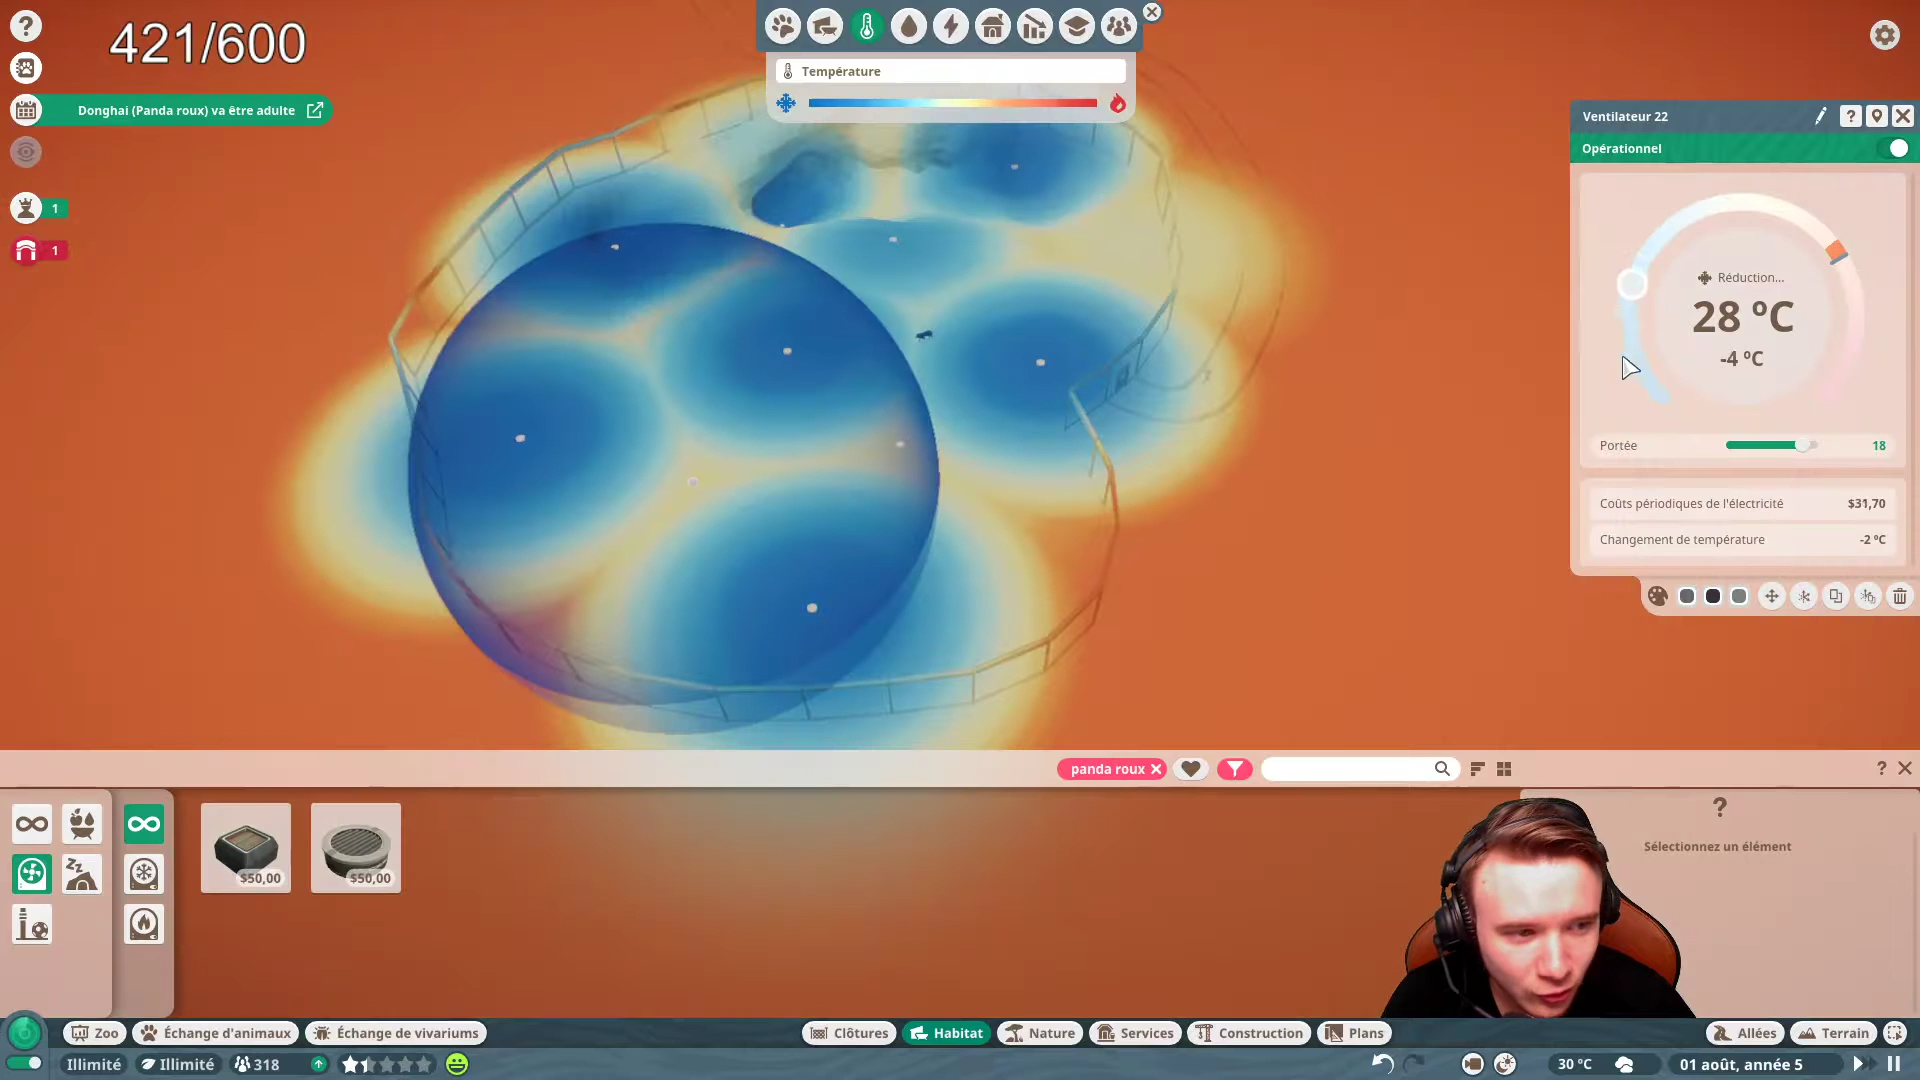 421/600
Température
Donghai (Panda roux) va être adulte
1
1
Ventilateur 22
Opérationnel
Réduction...
28 °C
-4 °C
Portée
18
Coûts périodiques de l'électricité
$31,70
Changement de température
-2 °C
panda roux
$50,00
$50,00
Sélectionnez un élément
Zoo
Échange d'animaux
Échange de vivariums
Clôtures
Habitat
Nature
Services
Construction
Plans
Allées
Terrain
Illimité
Illimité
318
30 °C
01 août, année 5